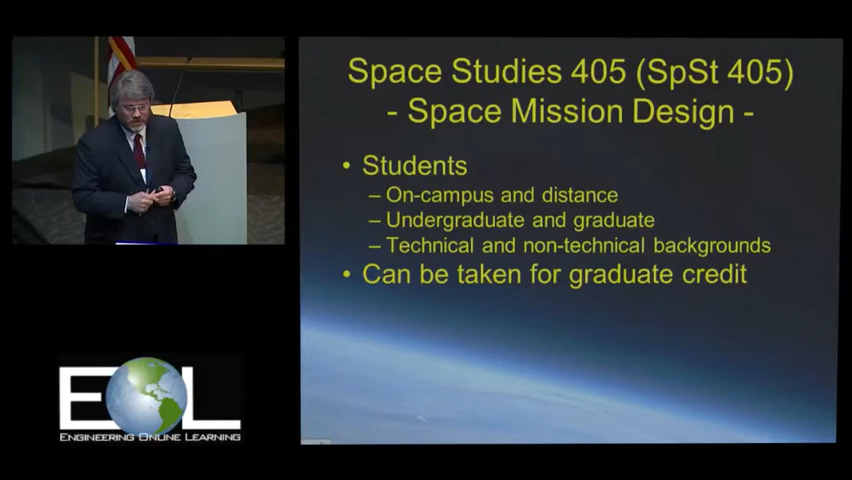 Space Studies 405 (SpSt 405)
- Space Mission Design -
• Students
– On-campus and distance
– Undergraduate and graduate
– Technical and non-technical backgrounds
• Can be taken for graduate credit
EOL
ENGINEERING ONLINE LEARNING